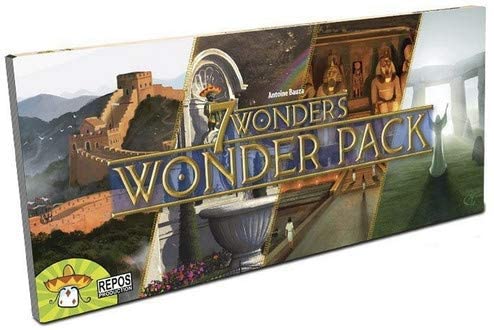 Antoine Bauza
7 WONDERS
WONDER PACK
REPOS
PRODUCTION